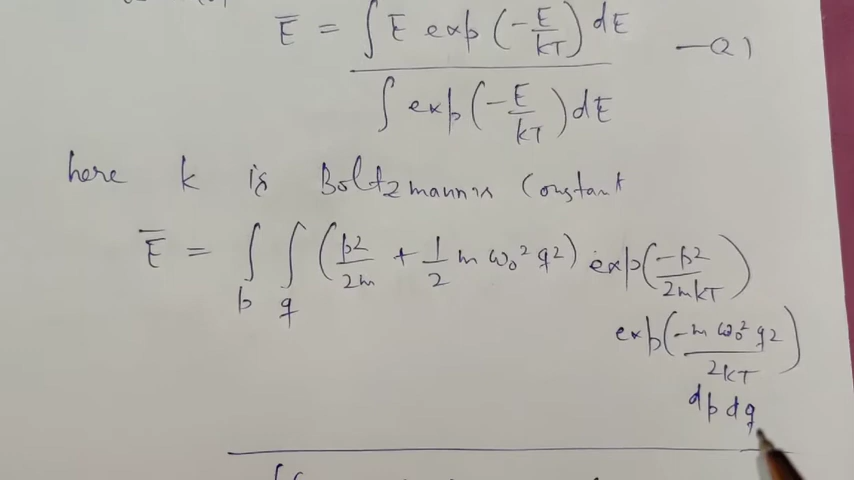 Ē = ∫ E exp (-E/kT) dE
—(2)
∫ exp (-E/kT) dE
here k is Boltzmann's Constant
Ē = ∫p ∫q (p²/2m + 1/2 m ω₀² q²) exp (-p²/2mkT)
exp (-m ω₀² q²/2kT)
dp dq